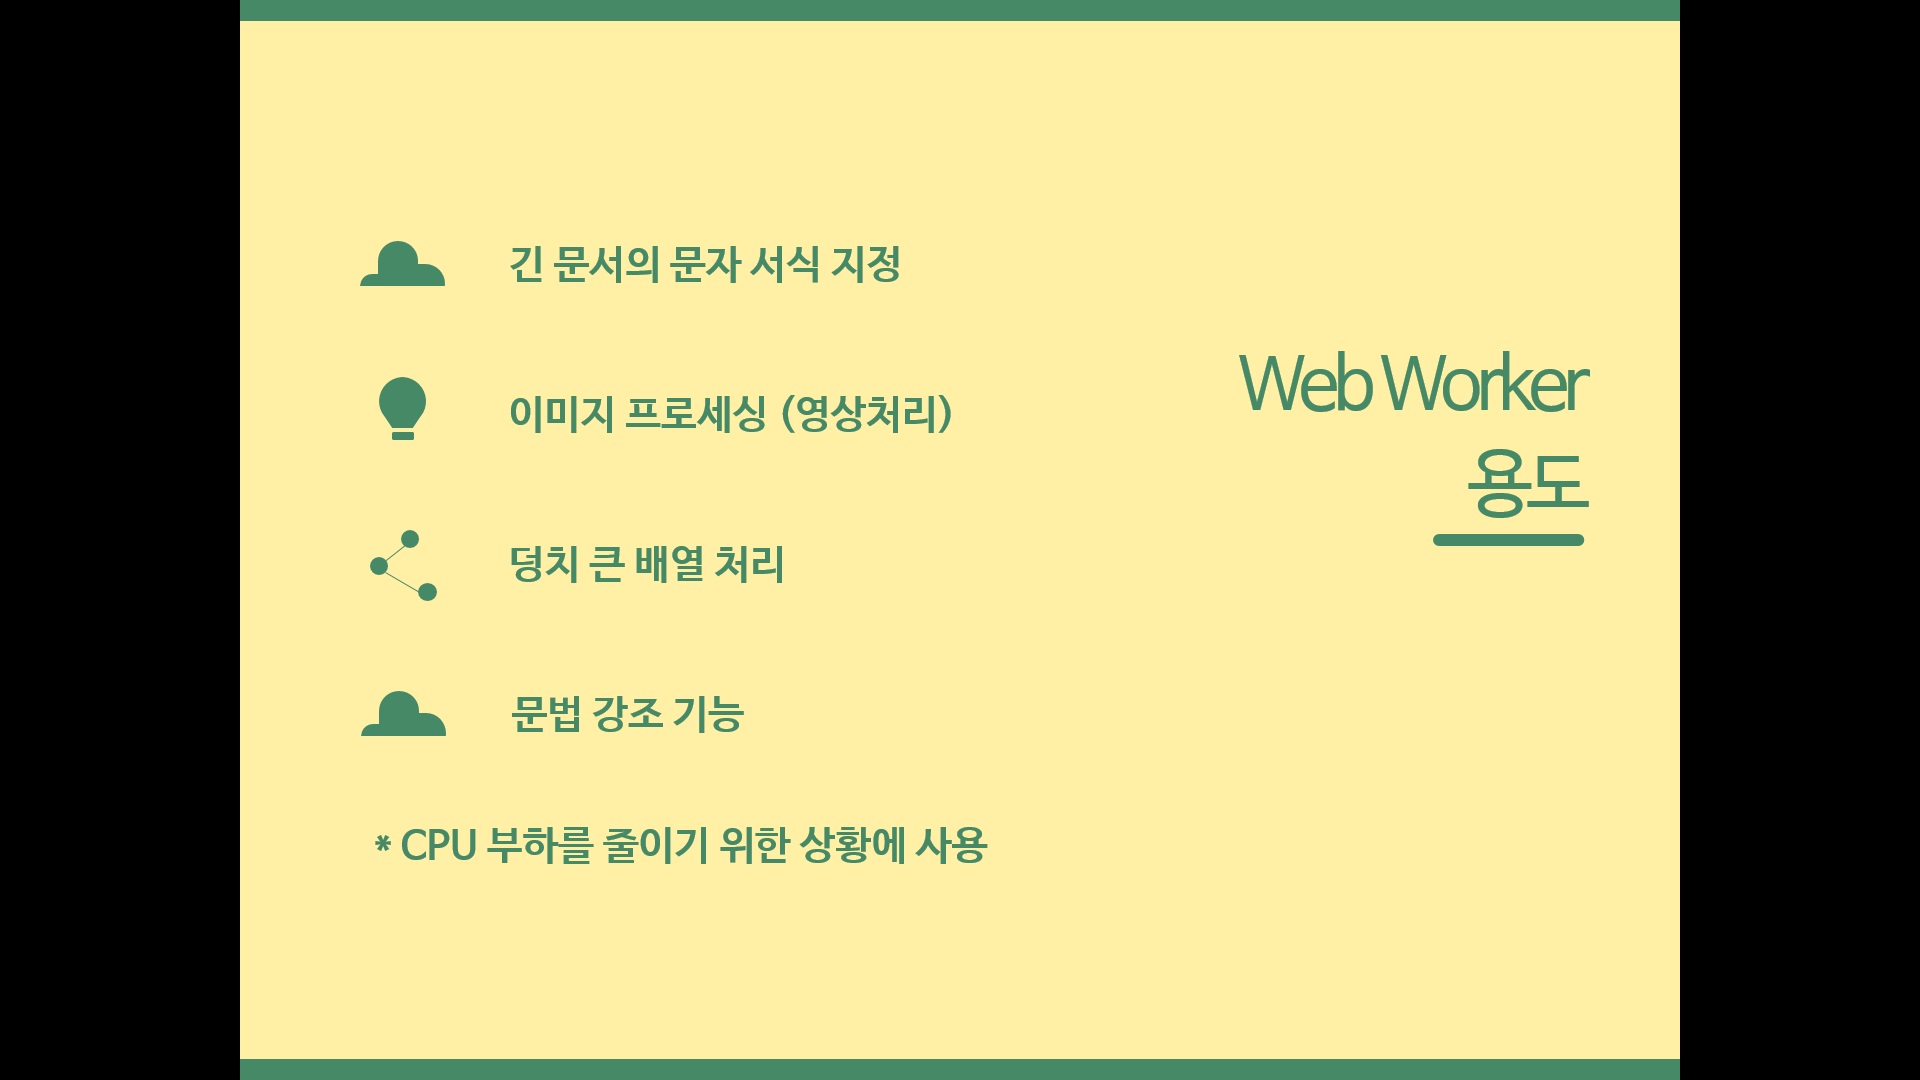 Web Worker
용도
긴 문서의 문자 서식 지정
이미지 프로세싱 (영상처리)
덩치 큰 배열 처리
문법 강조 기능
* CPU 부하를 줄이기 위한 상황에 사용